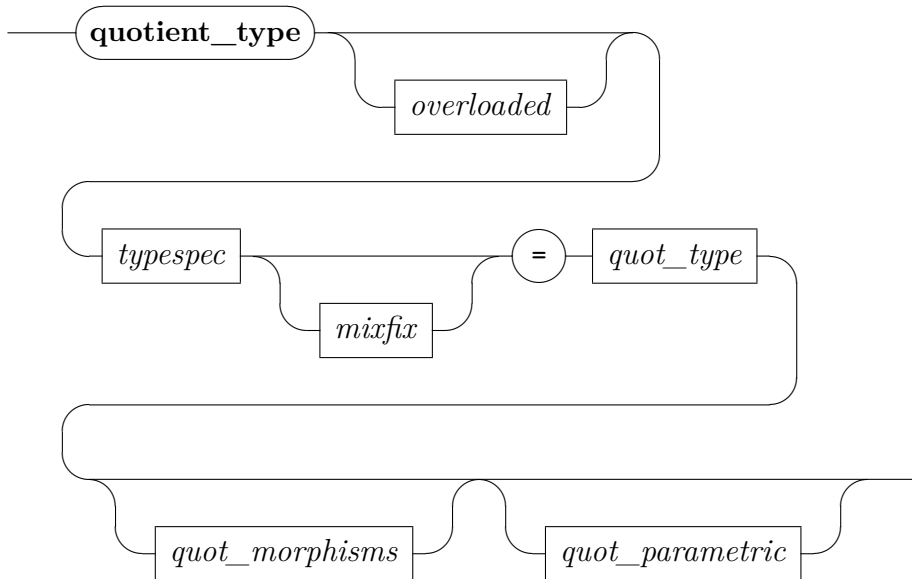 quotient_type
overloaded
typespec = quot_type
mixfix
quot_morphisms quot_parametric